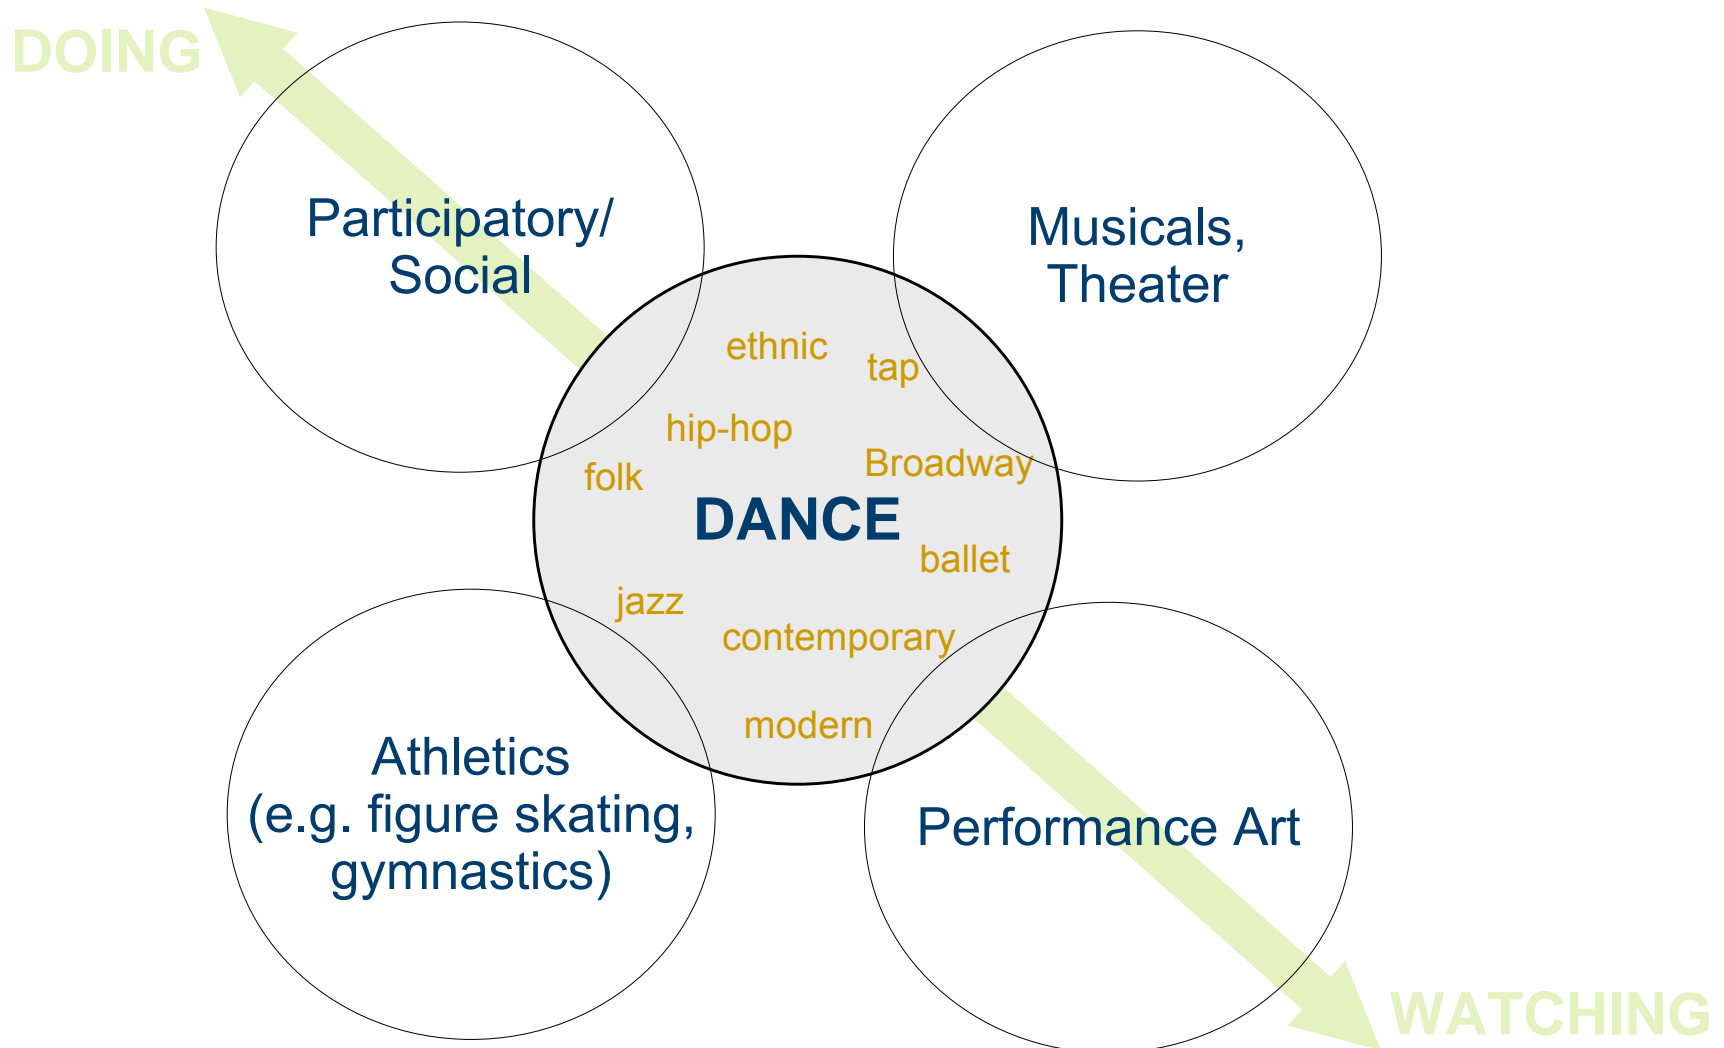 DOING
Participatory/
Social
Musicals,
Theater
ethnic
tap
hip-hop
Broadway
folk
DANCE
ballet
jazz
contemporary
modern
Athletics
(e.g. figure skating,
gymnastics)
Performance Art
WATCHING